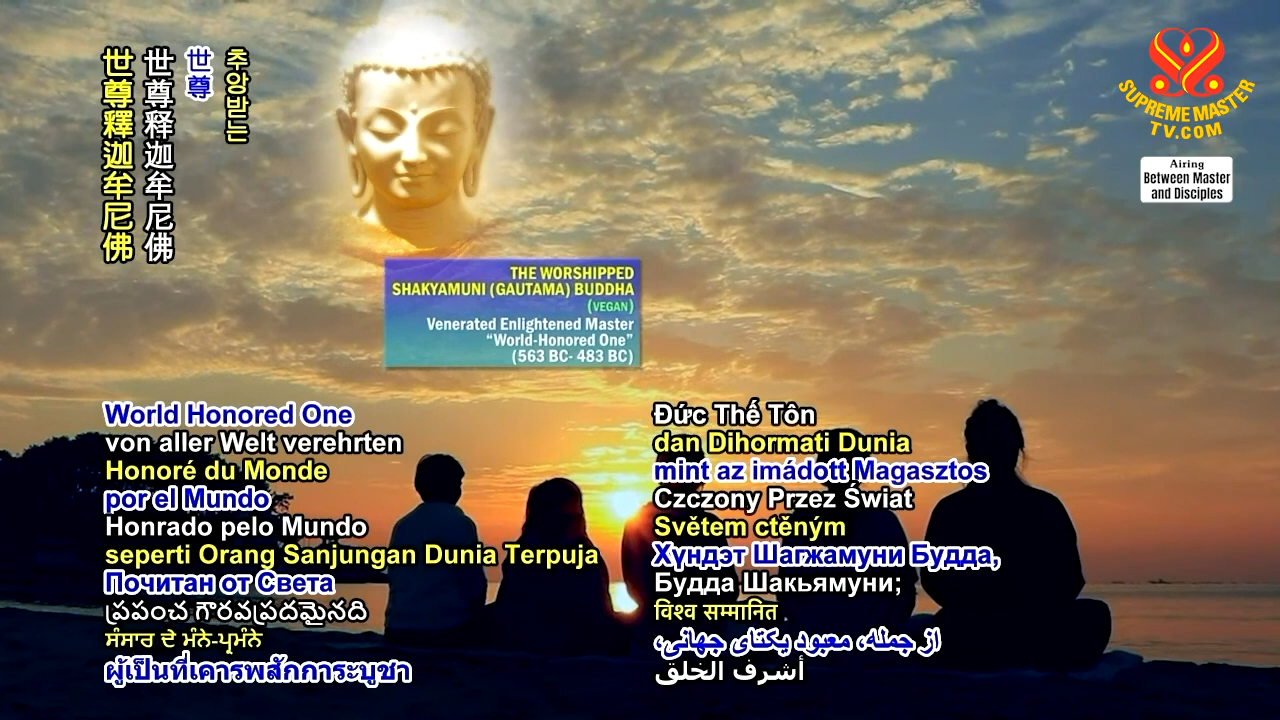 추앙받는
世尊
世尊释迦牟尼佛
世尊釋迦牟尼佛
SUPREME MASTER
TV.COM
Airing
Between Master
and Disciples
THE WORSHIPPED
SHAKYAMUNI (GAUTAMA) BUDDHA
(VEGAN)
Venerated Enlightened Master
“World-Honored One”
(563 BC- 483 BC)
World Honored One
von aller Welt verehrten
Honoré du Monde
por el Mundo
Honrado pelo Mundo
seperti Orang Sanjungan Dunia Terpuja
Почитан от Света
ప్రపంచ గౌరవప్రదమైనది
ਸੰਸਾਰ ਦੇ ਮੰਨੇ-ਪ੍ਰਮੰਨੇ
ผู้เป็นที่เคารพสักการะบูชา
Đức Thế Tôn
dan Dihormati Dunia
mint az imádott Magasztos
Czczony Przez Świat
Světem ctěným
Хүндэт Шагжамуни Будда,
Будда Шакьямуни;
विश्व सम्मानित
از جمله، معبود یکتای جهانی،
أشرف الخلق